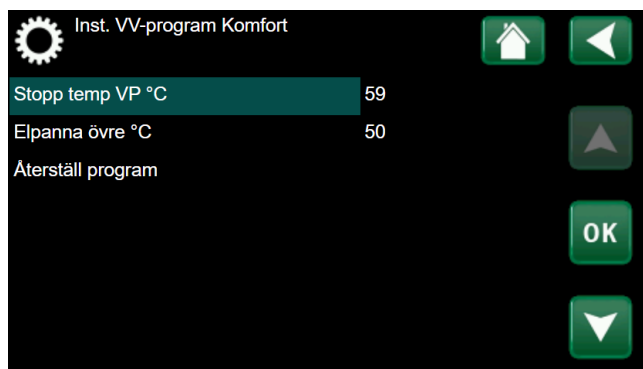 Inst. VV-program Komfort
Stopp temp VP °C 59
Elpanna övre °C 50
Återställ program
OK